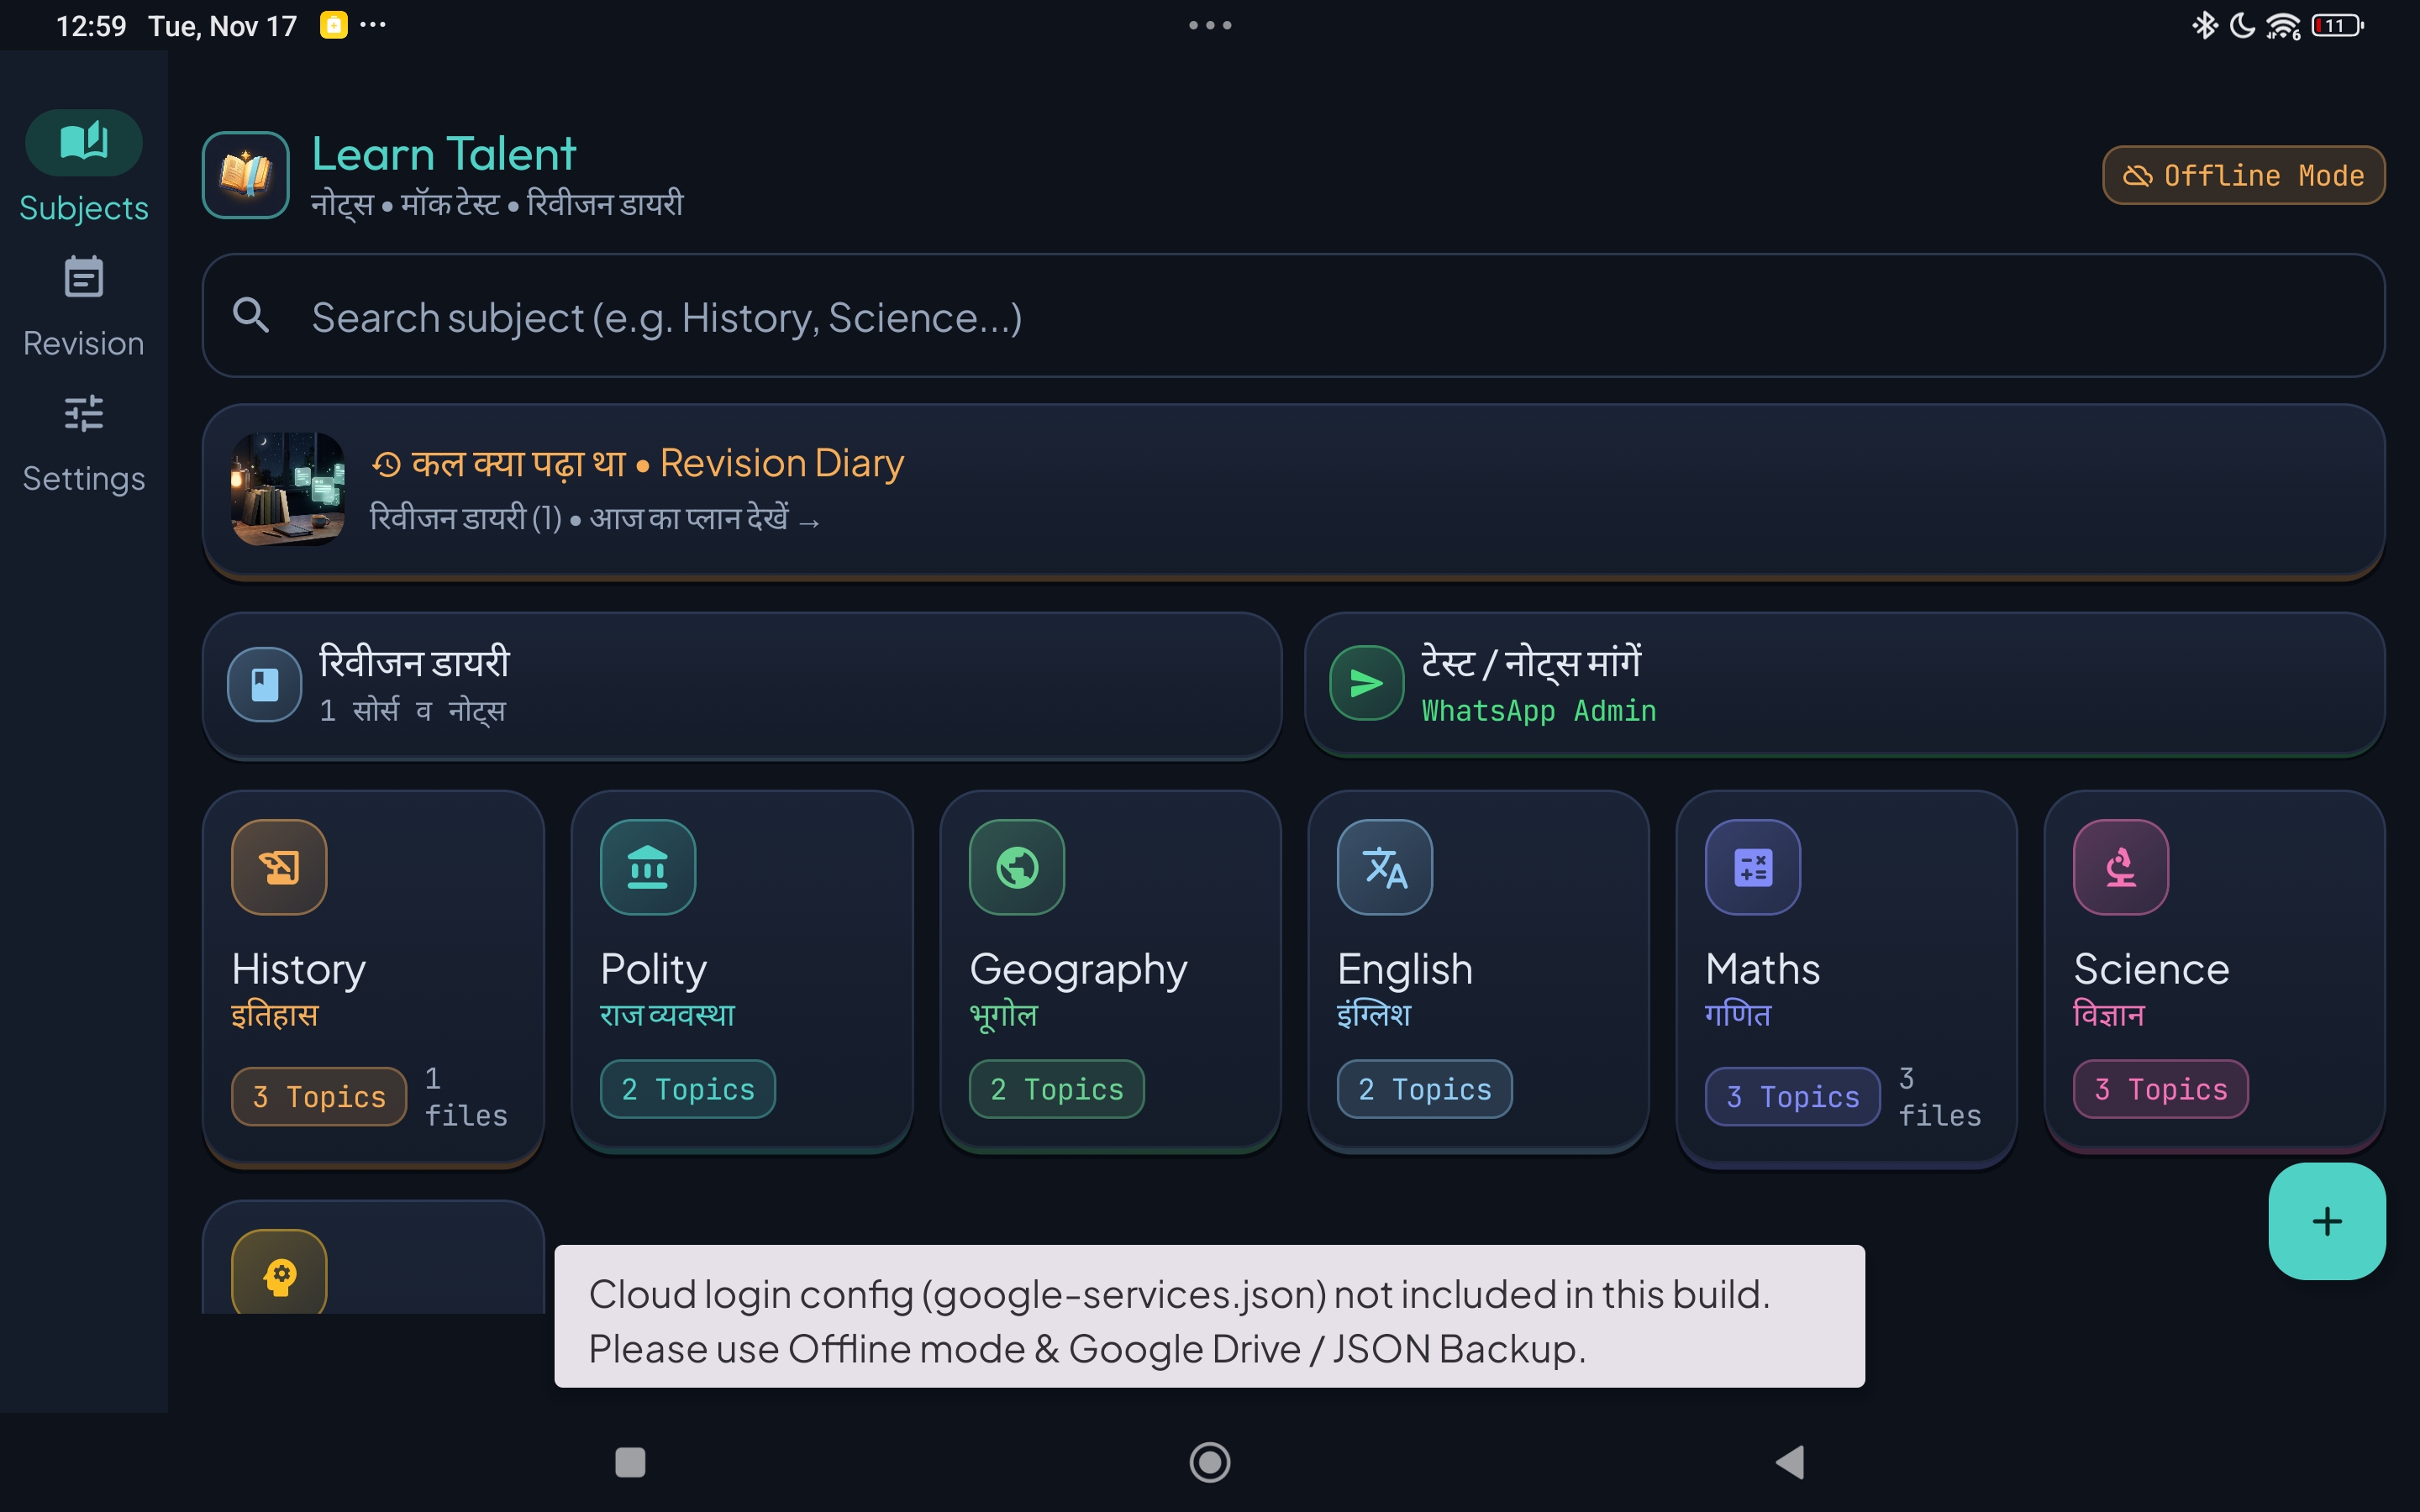 12:59 Tue, Nov 17
11
Learn Talent
नोट्स • मॉक टेस्ट • रिवीजन डायरी
Offline Mode
Subjects
Revision
Settings
Search subject (e.g. History, Science...)
कल क्या पढ़ा था • Revision Diary
रिवीजन डायरी (1) • आज का प्लान देखें →
रिवीजन डायरी
1 सोर्स व नोट्स
टेस्ट / नोट्स मांगें
WhatsApp Admin
History
इतिहास
3 Topics
1 files
Polity
राज व्यवस्था
2 Topics
Geography
भूगोल
2 Topics
English
इंग्लिश
2 Topics
Maths
गणित
3 Topics
3 files
Science
विज्ञान
3 Topics
Cloud login config (google-services.json) not included in this build.
Please use Offline mode & Google Drive / JSON Backup.